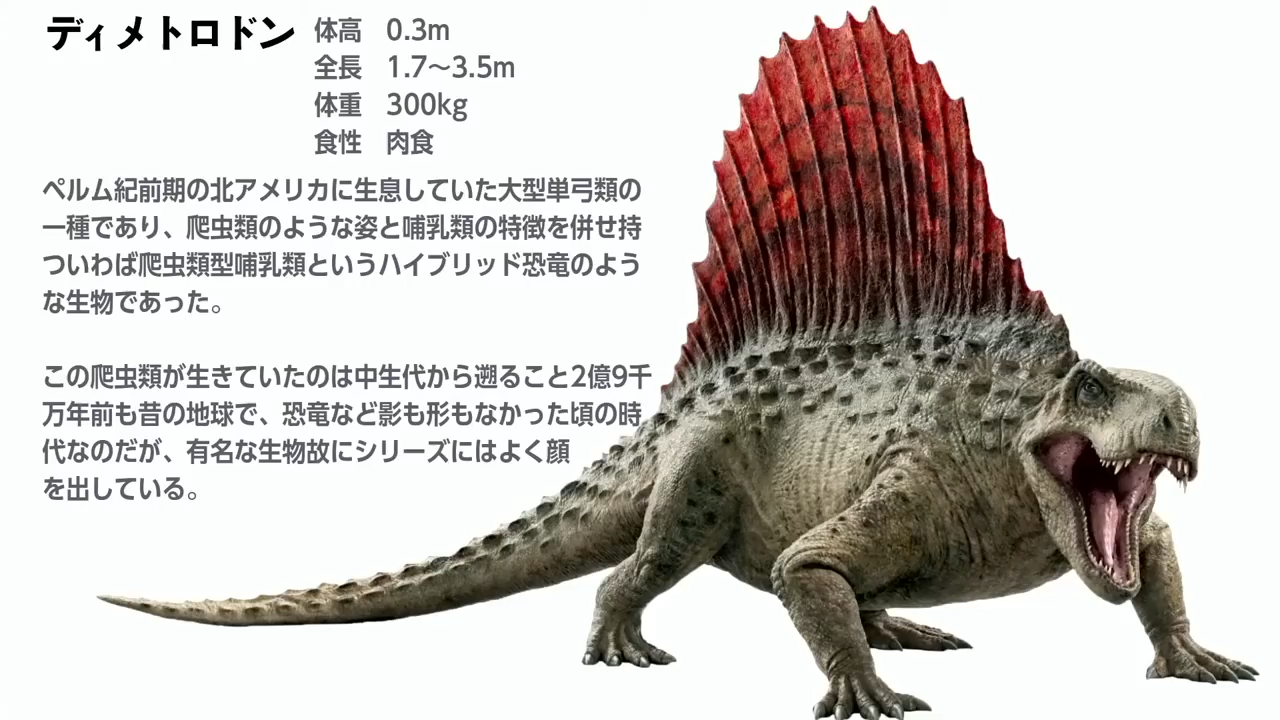 ディメトロドン
体高 0.3m
全長 1.7～3.5m
体重 300kg
食性 肉食
ペルム紀前期の北アメリカに生息していた大型単弓類の
一種であり、爬虫類のような姿と哺乳類の特徴を併せ持
ついわば爬虫類型哺乳類というハイブリッド恐竜のよう
な生物であった。
この爬虫類が生きていたのは中生代から遡ること2億9千
万年前も昔の地球で、恐竜など影も形もなかった頃の時
代なのだが、有名な生物故にシリーズにはよく顔
を出している。